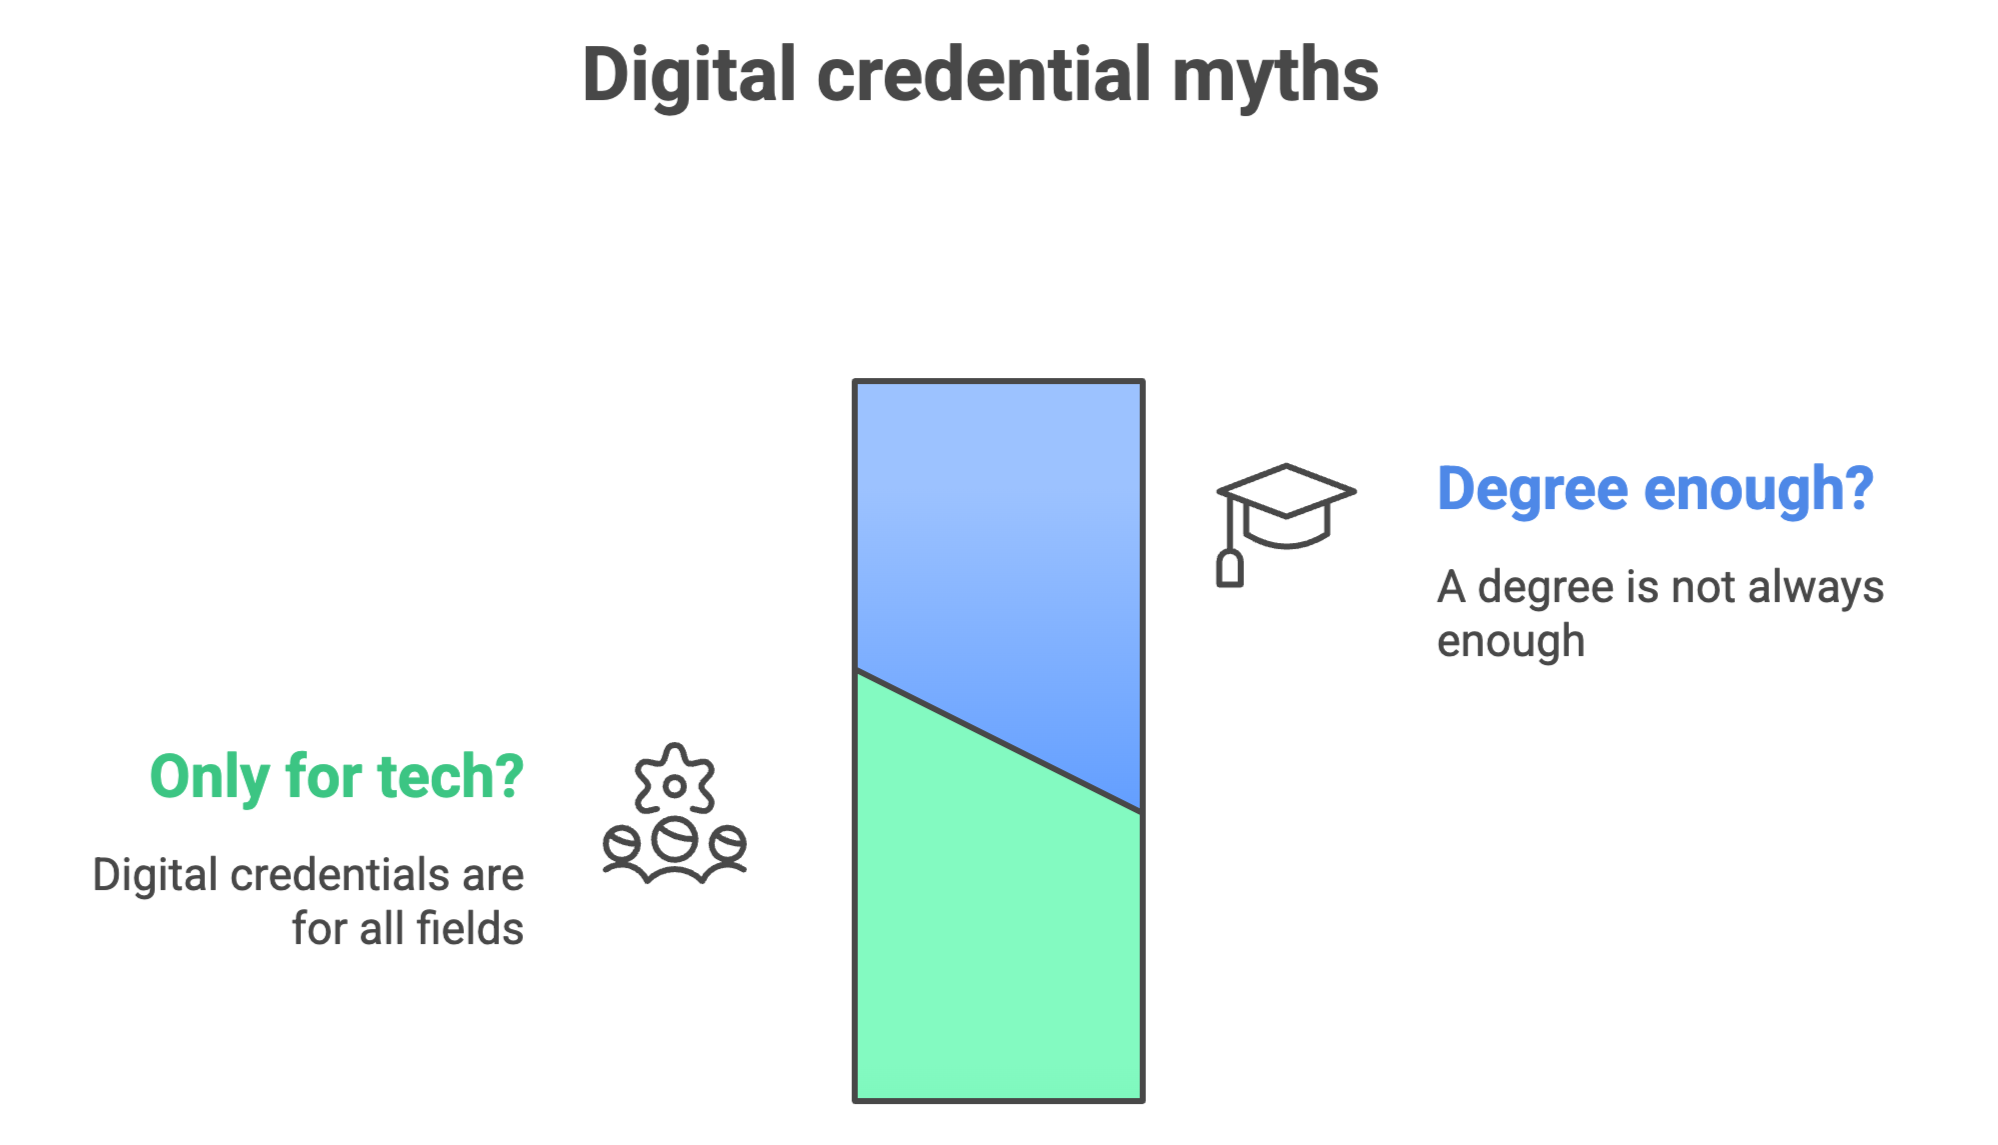 Digital credential myths
Degree enough?
A degree is not always
enough
Only for tech?
Digital credentials are
for all fields